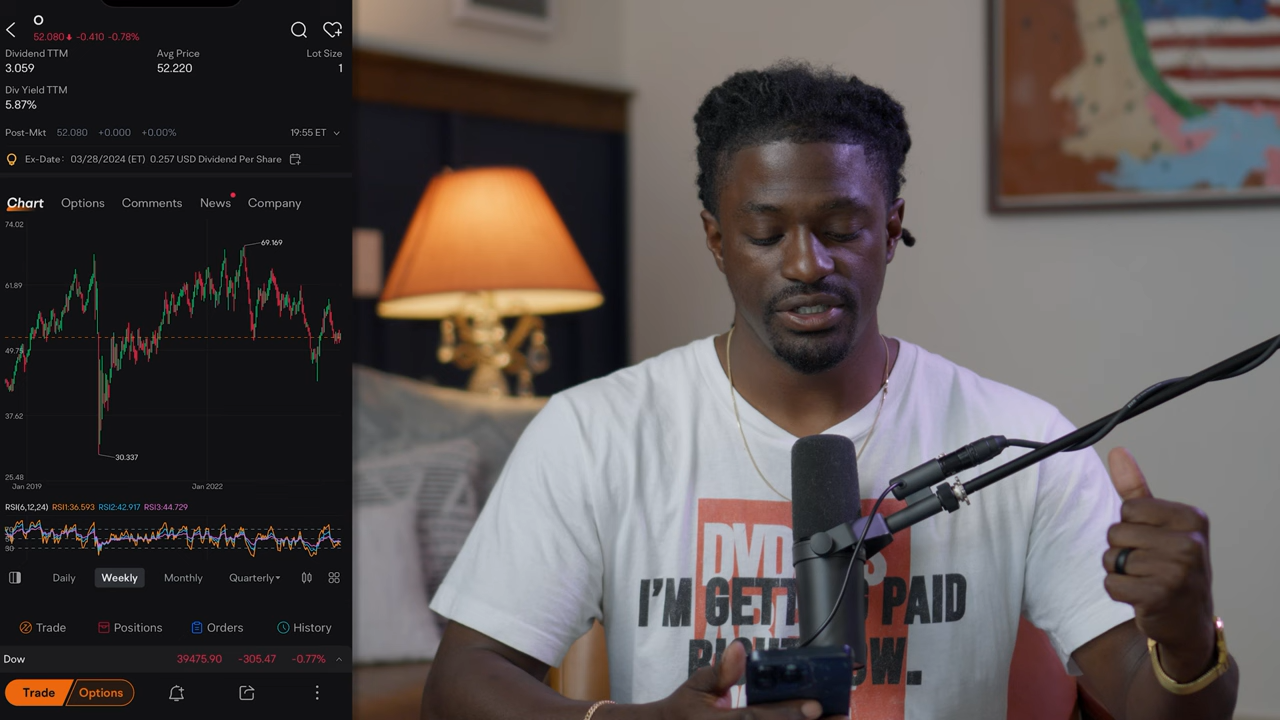 O
52.080 -0.410 -0.78%
Dividend TTM Avg Price Lot Size
3.059 52.220 1
Div Yield TTM
5.87%
Post-Mkt 52.080 +0.000 +0.00% 19:55 ET
Ex-Date: 03/28/2024 (ET) 0.257 USD Dividend Per Share
Chart Options Comments News Company
74.02
69.169
61.89
49.75
37.62
30.337
25.48
Jan 2019 Jan 2022
RSI(6,12,24) RSI1:36.593 RSI2:42.917 RSI3:44.729
70
30
Daily Weekly Monthly Quarterly
Trade Positions Orders History
Dow 39475.90 -305.47 -0.77%
Trade Options
I'M PAID